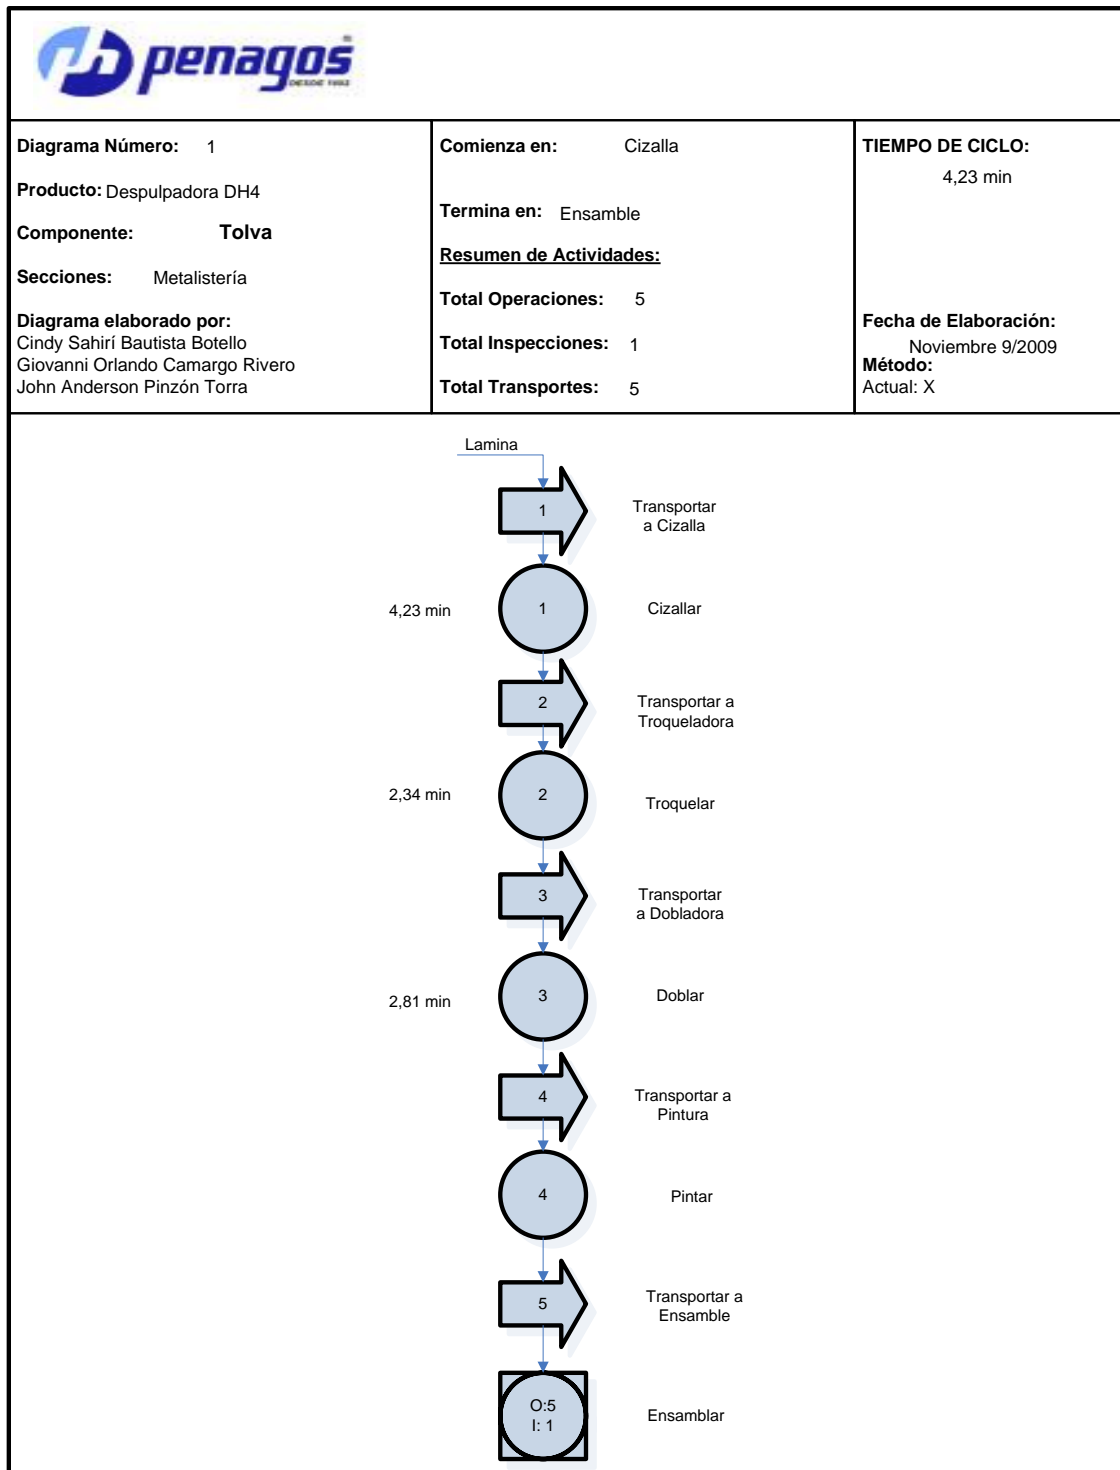 penagos
DESDE 1892
Diagrama Número: 1
Producto: Despulpadora DH4
Componente: Tolva
Secciones: Metalistería
Diagrama elaborado por:
Cindy Sahirí Bautista Botello
Giovanni Orlando Camargo Rivero
John Anderson Pinzón Torra
Comienza en: Cizalla
Termina en: Ensamble
Resumen de Actividades:
Total Operaciones: 5
Total Inspecciones: 1
Total Transportes: 5
TIEMPO DE CICLO:
4,23 min
Fecha de Elaboración:
Noviembre 9/2009
Método:
Actual: X
Lamina
1
Transportar
a Cizalla
4,23 min
1
Cizallar
2
Transportar a
Troqueladora
2,34 min
2
Troquelar
3
Transportar
a Dobladora
2,81 min
3
Doblar
4
Transportar a
Pintura
4
Pintar
5
Transportar a
Ensamble
O:5
I: 1
Ensamblar